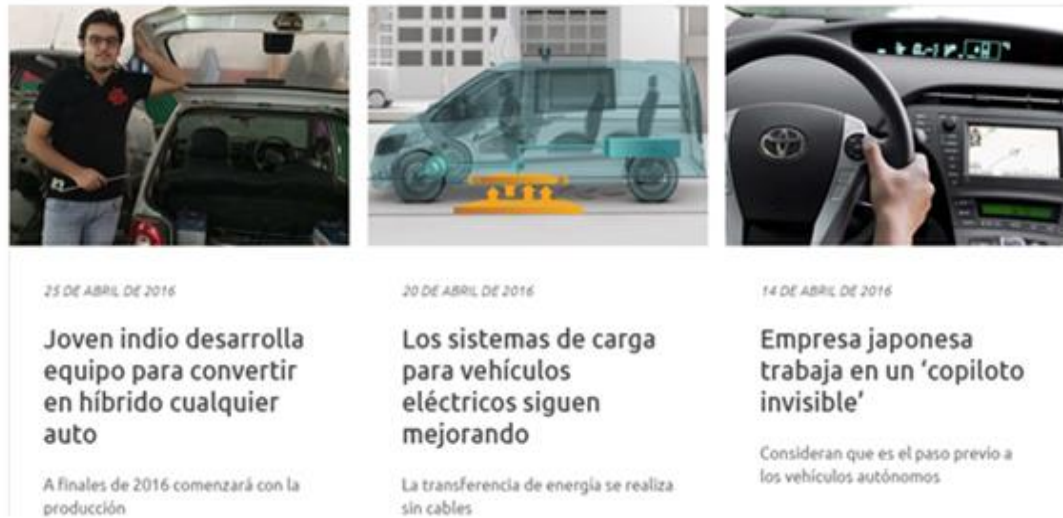 25 DE ABRIL DE 2016
Joven indio desarrolla
equipo para convertir
en híbrido cualquier
auto
A finales de 2016 comenzará con la
producción
20 DE ABRIL DE 2016
Los sistemas de carga
para vehículos
eléctricos siguen
mejorando
La transferencia de energía se realiza
sin cables
14 DE ABRIL DE 2016
Empresa japonesa
trabaja en un ‘copiloto
invisible’
Consideran que es el paso previo a
los vehículos autónomos